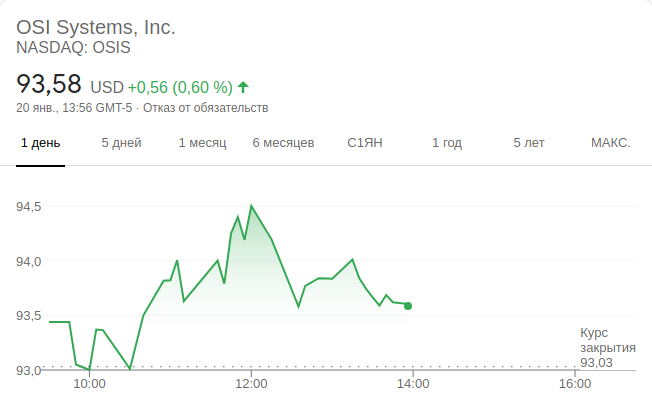 OSI Systems, Inc.
NASDAQ: OSIS
93,58 USD +0,56 (0,60 %)
20 янв., 13:56 GMT-5 · Отказ от обязательств
1 день 5 дней 1 месяц 6 месяцев С1ЯН 1 год 5 лет МАКС.
94,5
94,0
93,5
Курс
закрытия
93,03
93,0
10:00 12:00 14:00 16:00